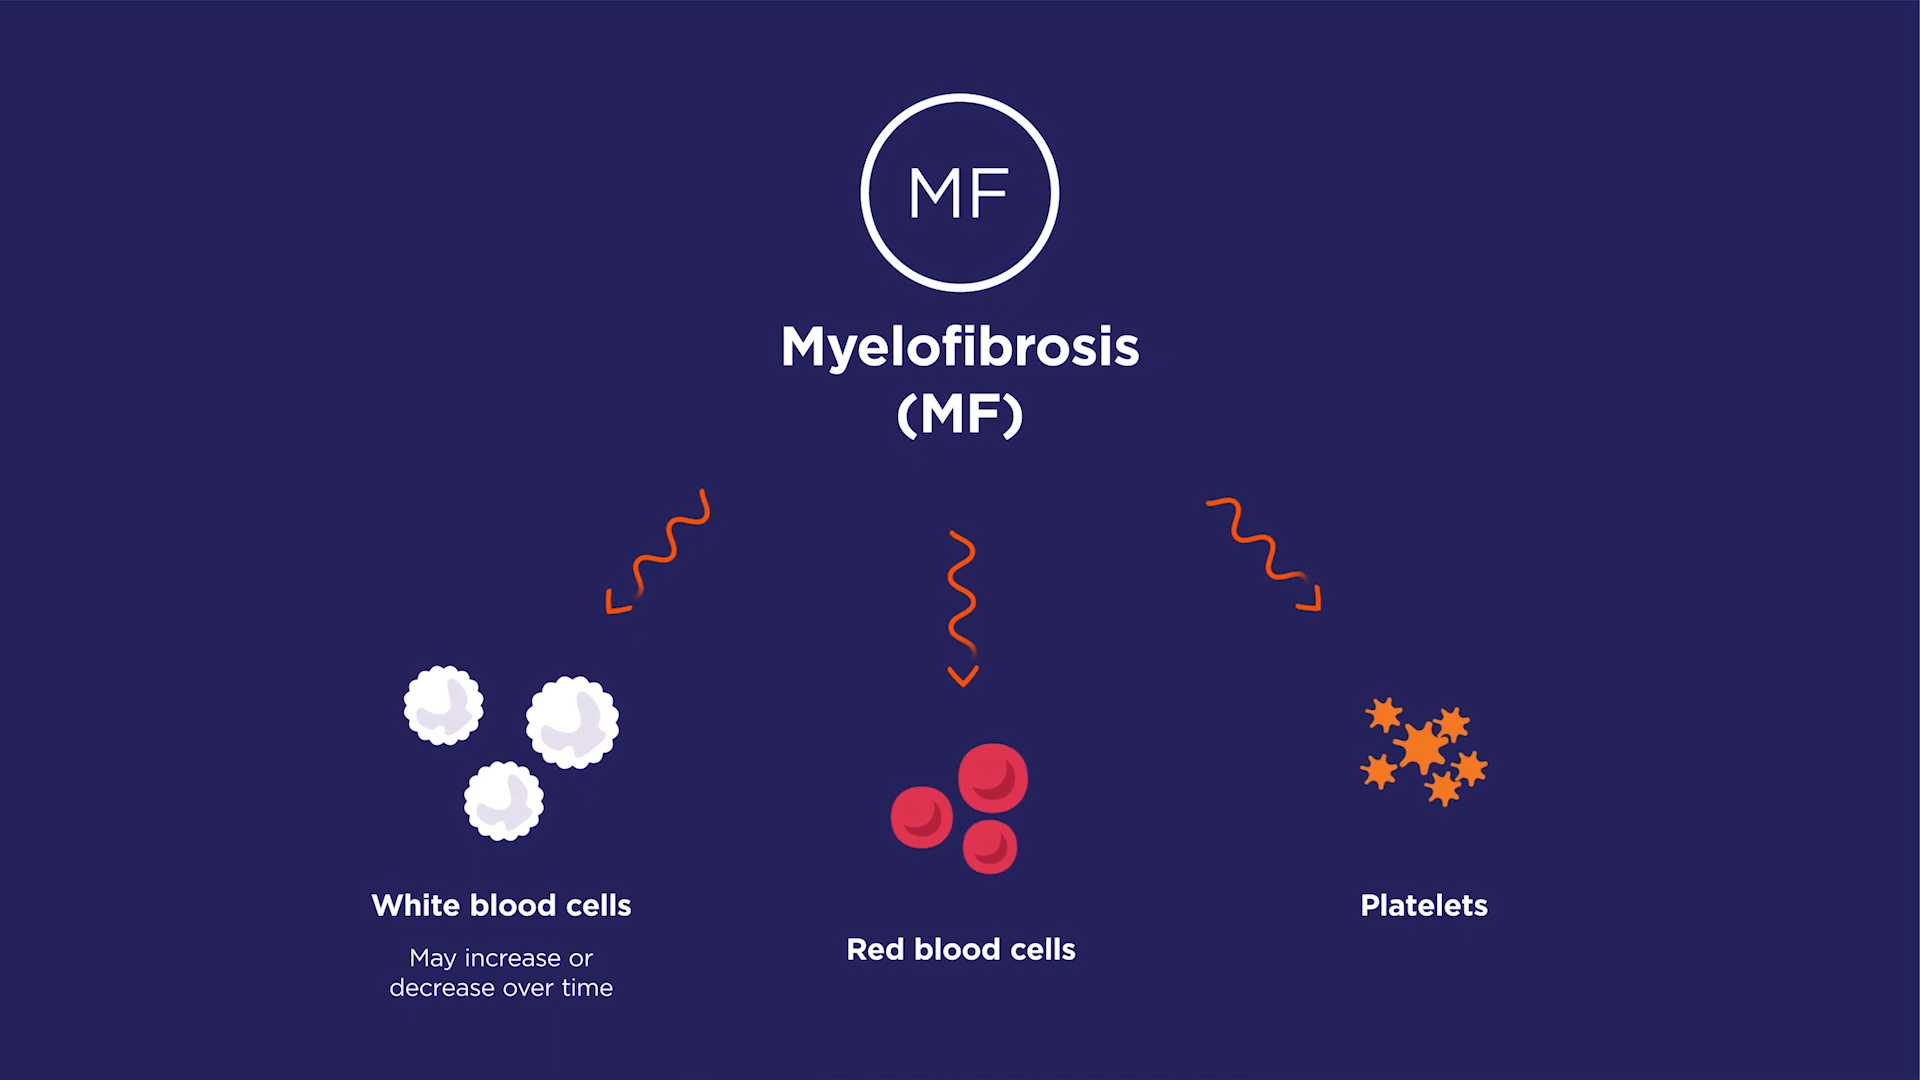 MF
Myelofibrosis
(MF)
White blood cells
May increase or
decrease over time
Red blood cells
Platelets